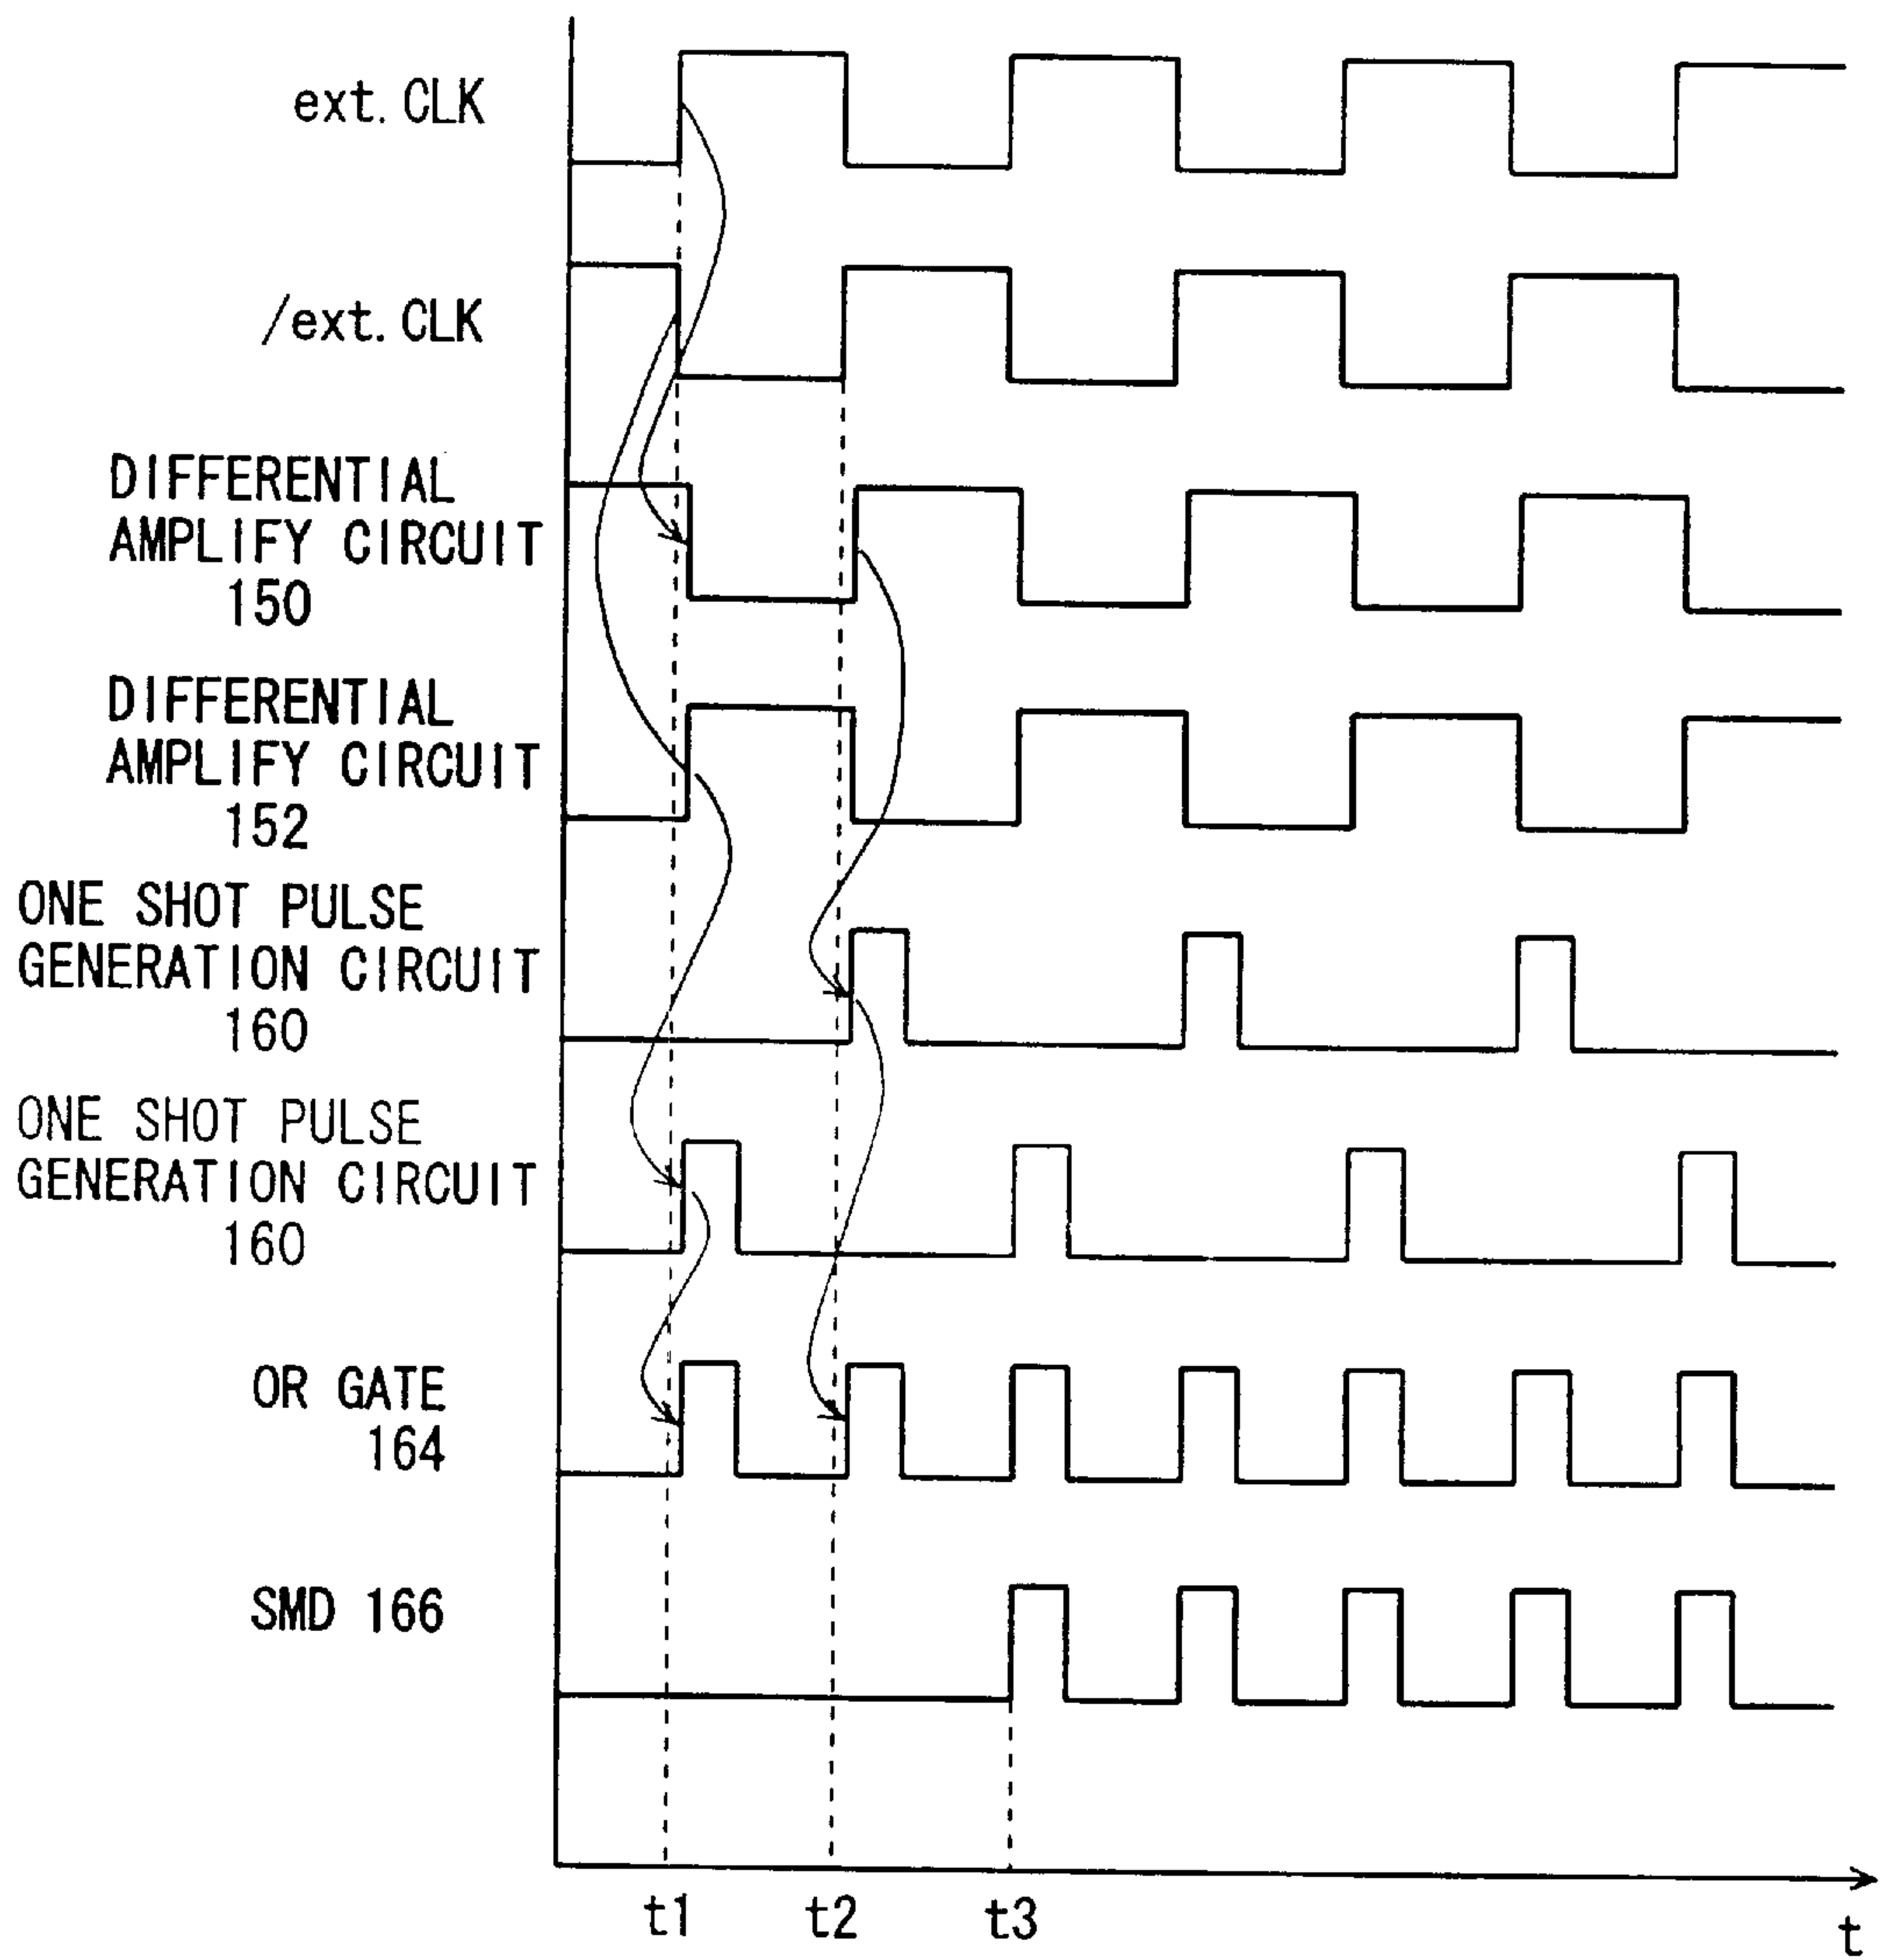 ext. CLK
/ext. CLK
DIFFERENTIAL
AMPLIFY CIRCUIT
150
DIFFERENTIAL
AMPLIFY CIRCUIT
152
ONE SHOT PULSE
GENERATION CIRCUIT
160
ONE SHOT PULSE
GENERATION CIRCUIT
160
OR GATE
164
SMD 166
t1 t2 t3 t